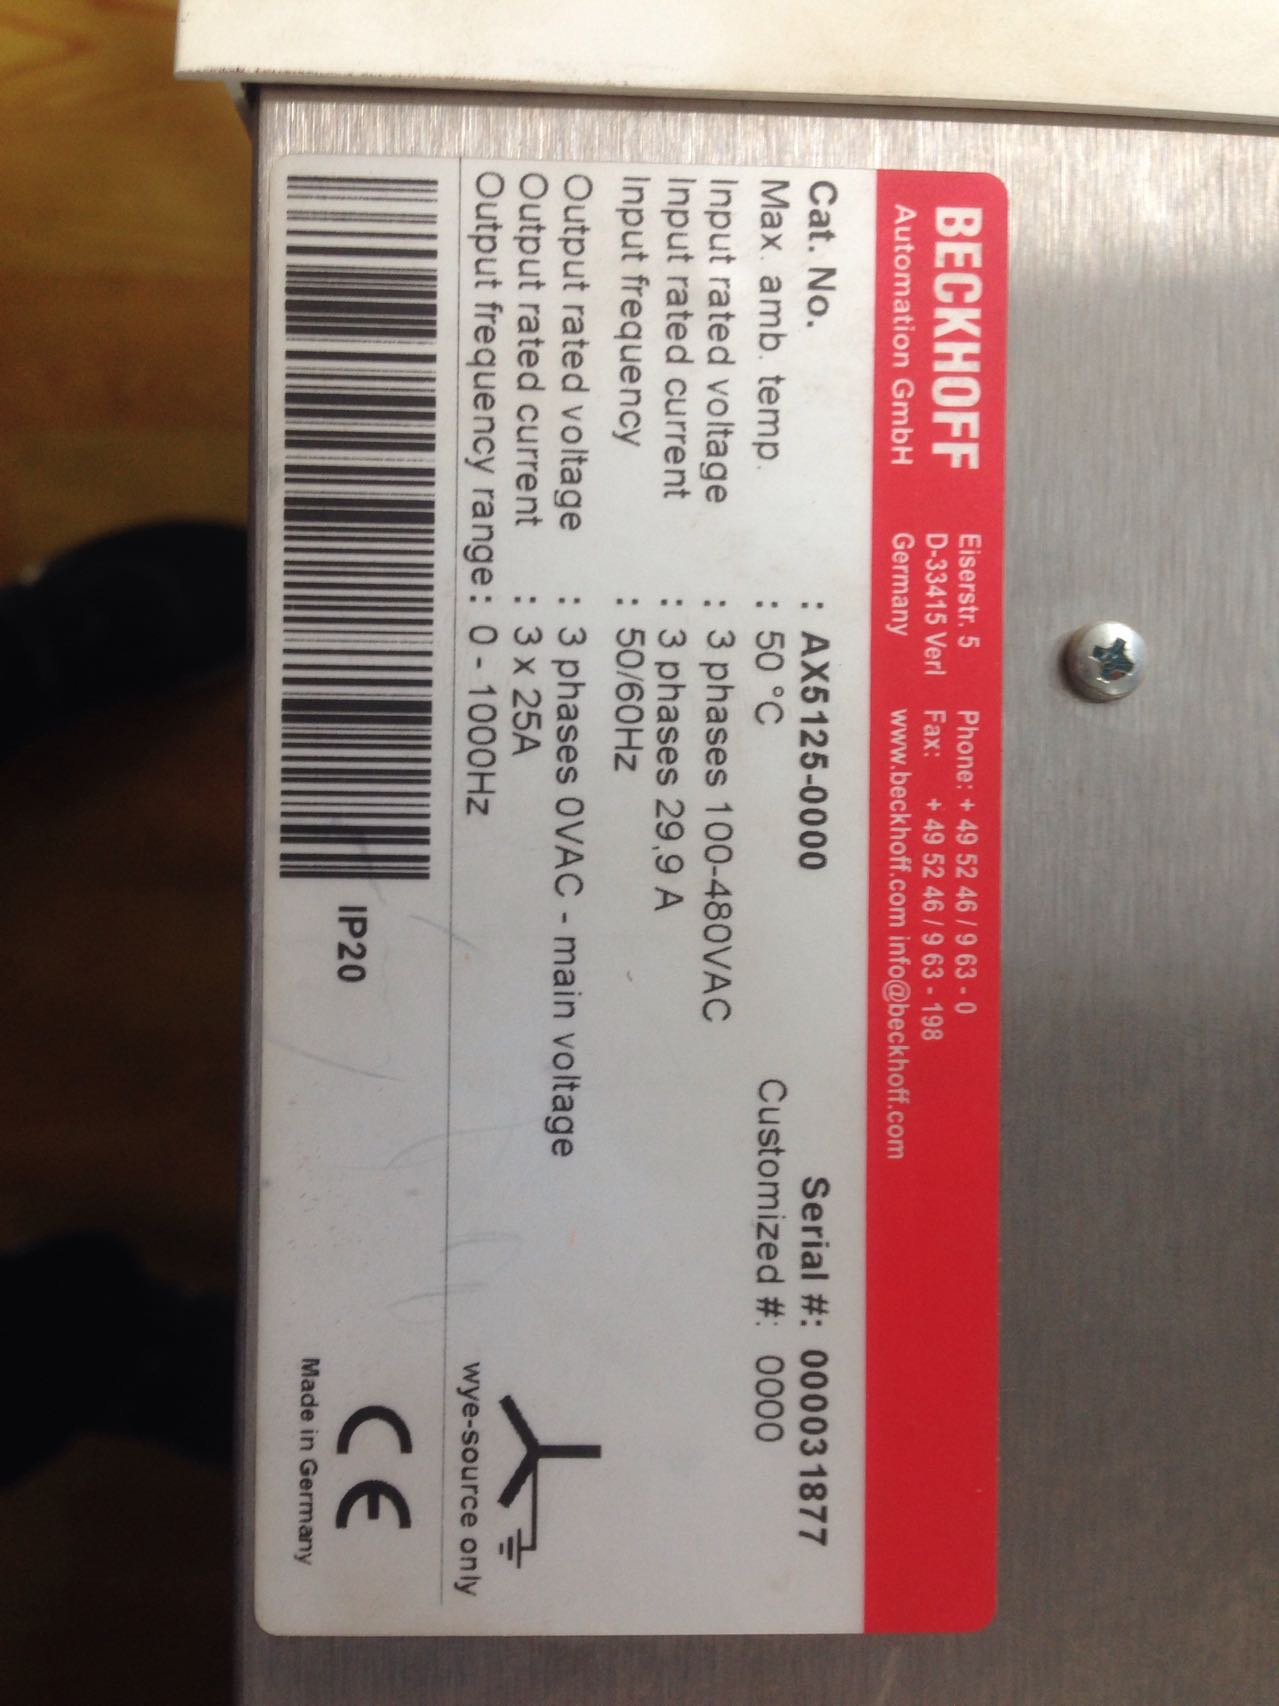 BECKHOFF
Automation GmbH
Eiserstr. 5
D-33415 Verl
Germany
Phone: + 49 52 46 / 9 63 - 0
Fax: + 49 52 46 / 9 63 - 198
www.beckhoff.com info@beckhoff.com
Cat. No. : AX5125-0000 Serial #: 000031877
Max. amb. temp. : 50 °C Customized #: 0000
Input rated voltage : 3 phases 100-480VAC
Input rated current : 3 phases 29,9 A
Input frequency : 50/60Hz
Output rated voltage : 3 phases 0VAC - main voltage
Output rated current : 3 x 25A
Output frequency range: 0 - 1000Hz
wye-source only
IP20
CE
Made in Germany